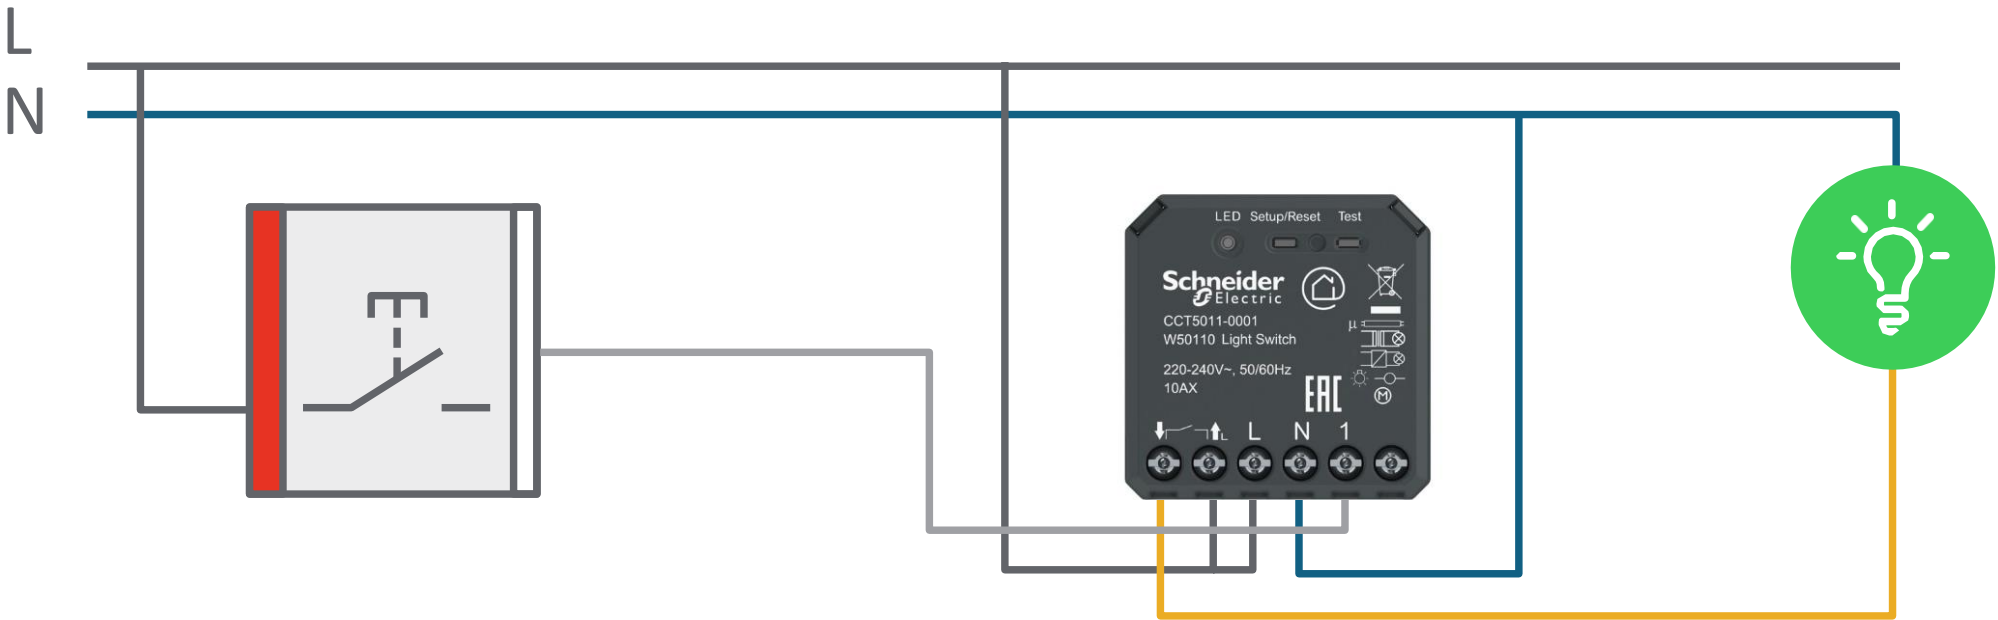 L
N
LED Setup/Reset Test
Schneider
Electric
CCT5011-0001
W50110 Light Switch
μ
220-240V~, 50/60Hz
10AX
EAC
M
L L N 1